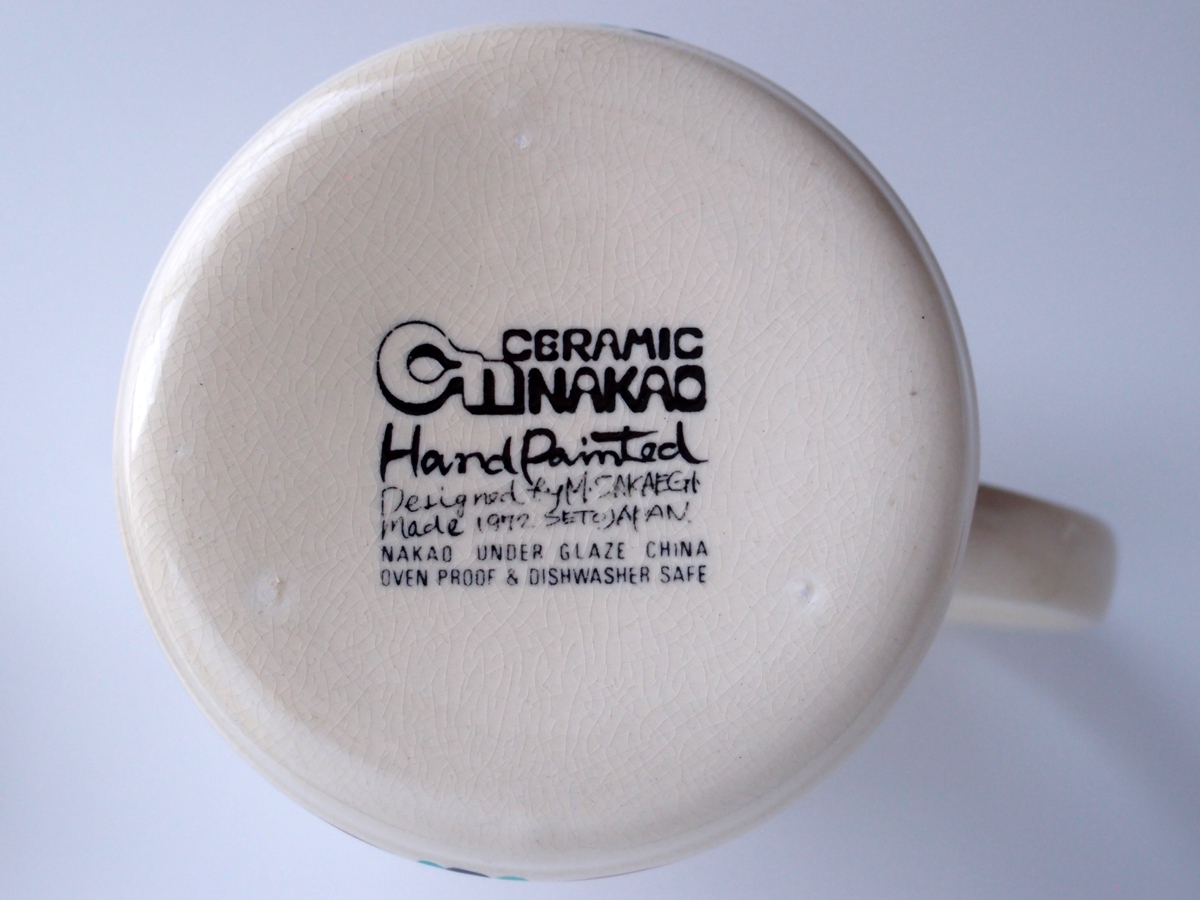 CERAMIC
NAKAO
Hand Painted
Designed by M. SAKAEGI
Made 1972. SETO JAPAN.
NAKAO UNDER GLAZE CHINA
OVEN PROOF & DISHWASHER SAFE